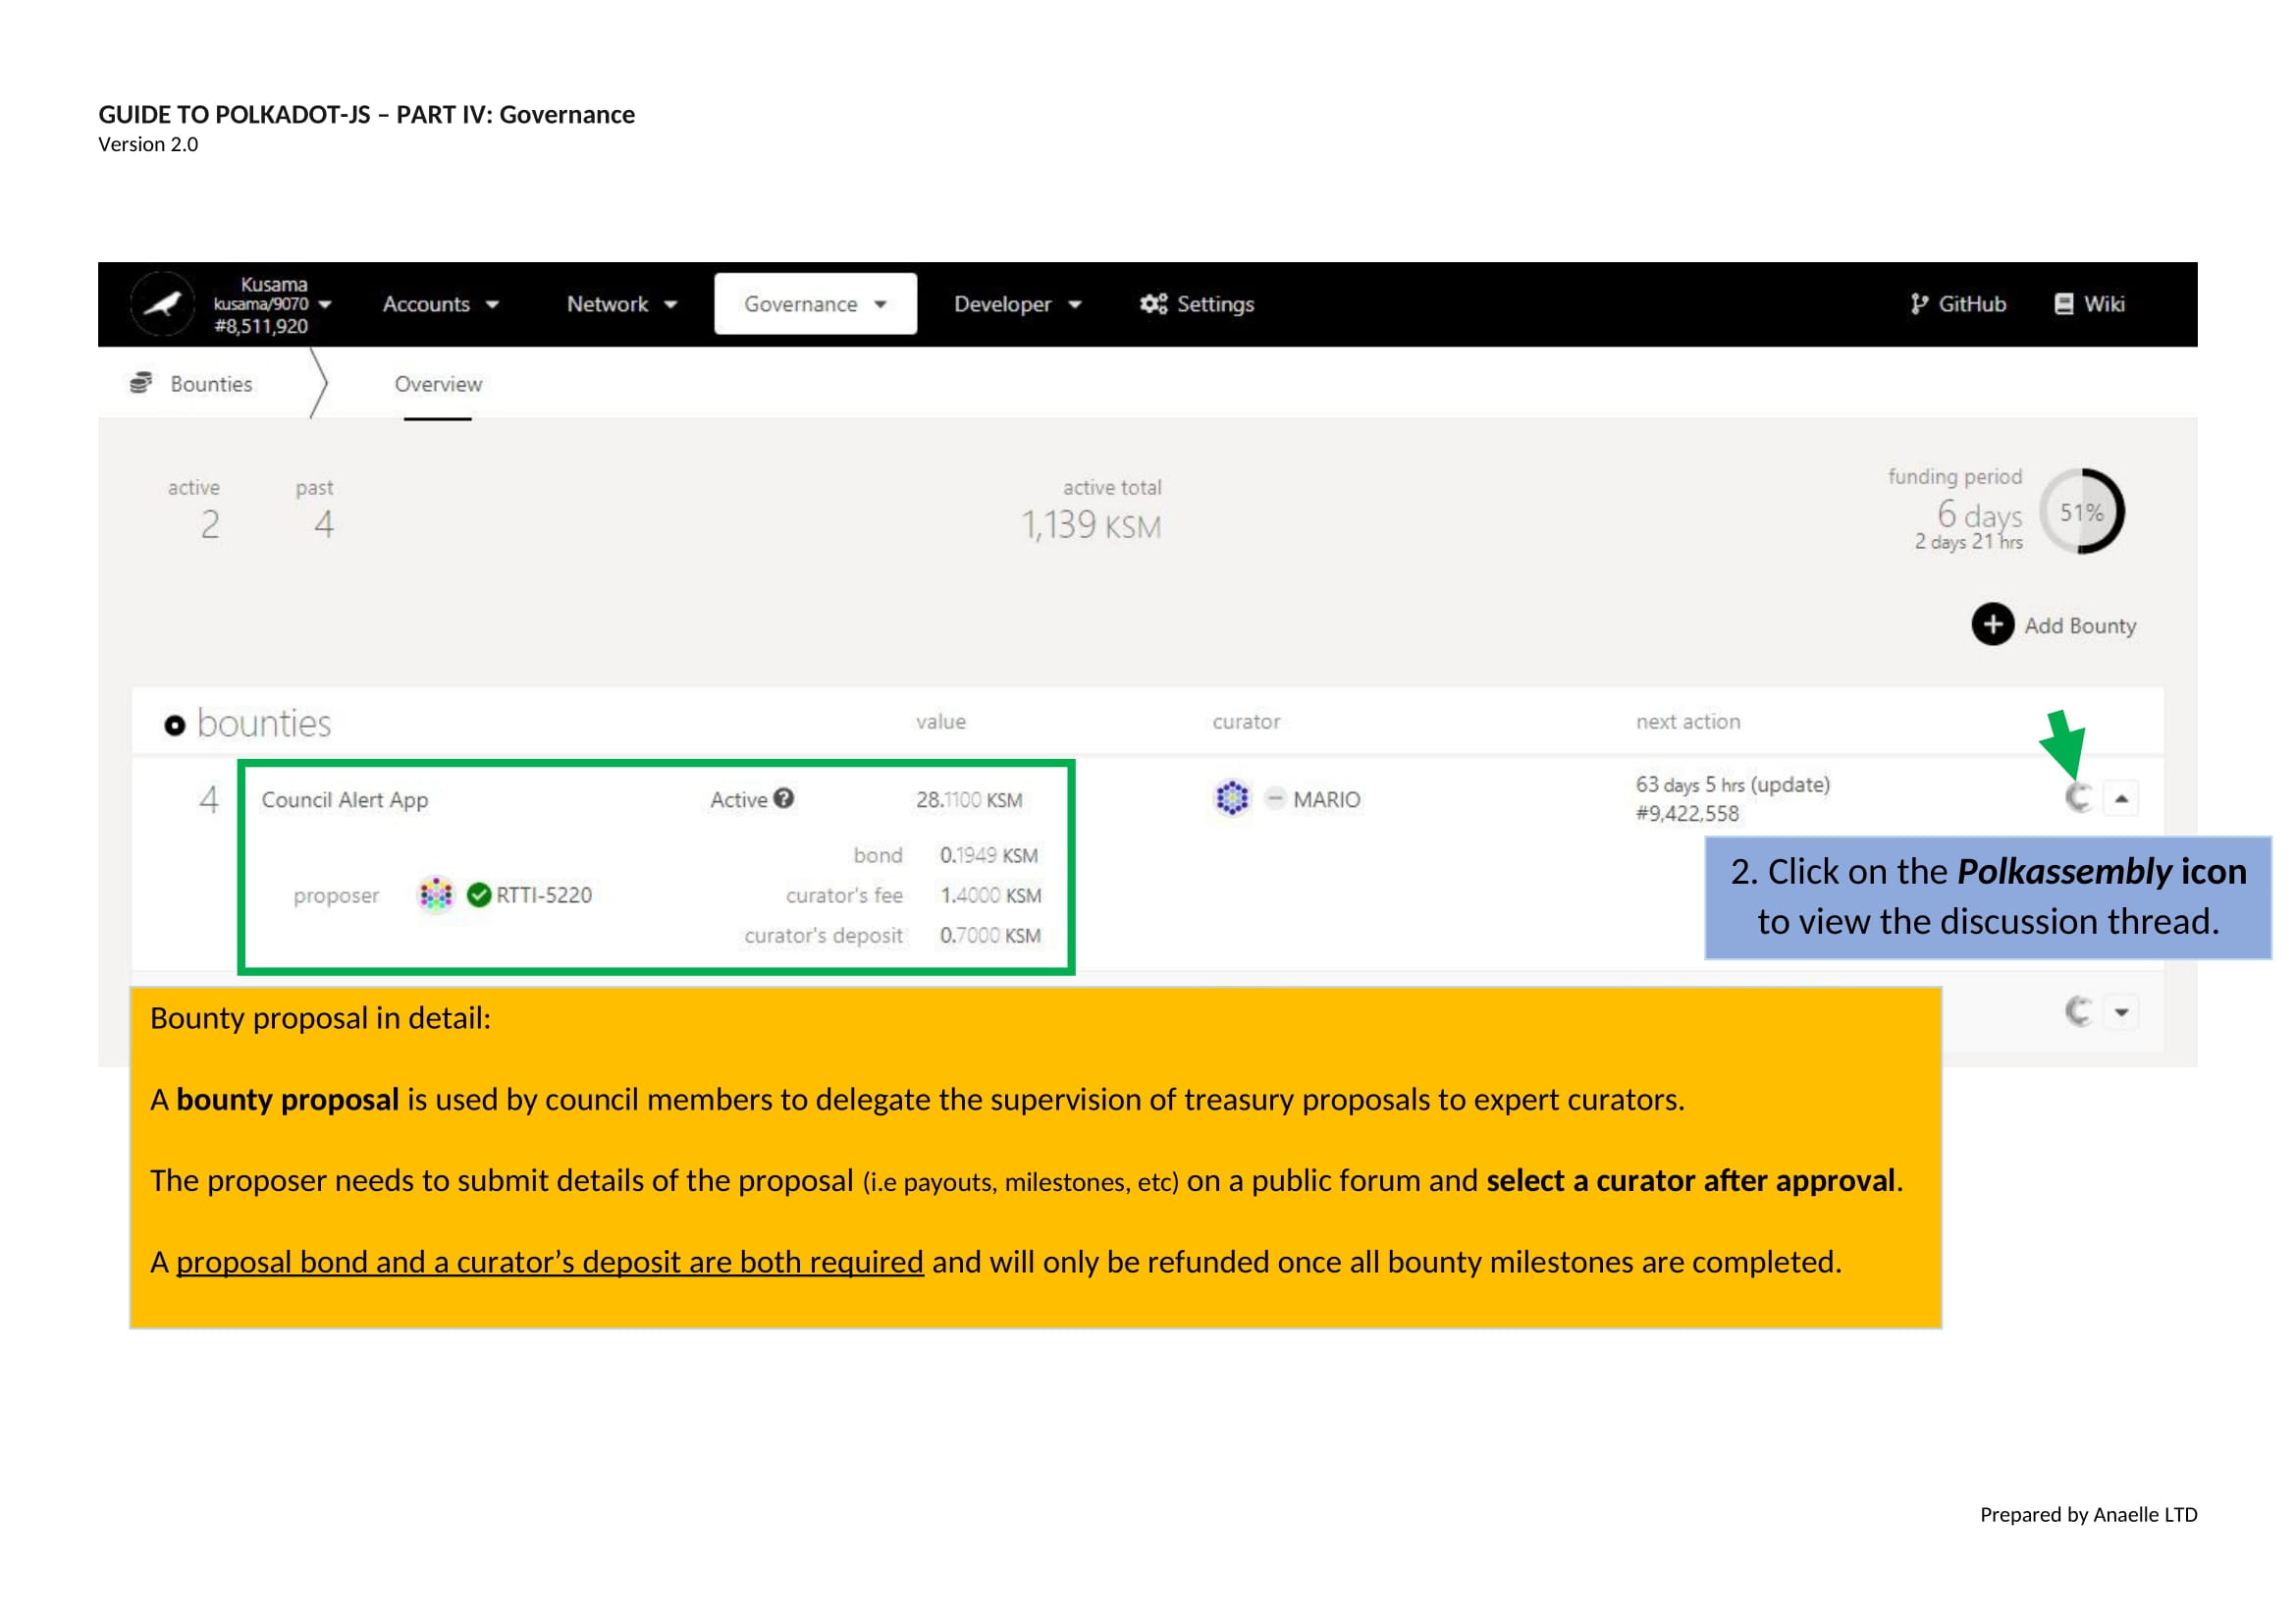 GUIDE TO POLKADOT-JS – PART IV: Governance
Version 2.0
Kusama
kusama/9070
#8,511,920
Accounts
Network
Governance
Developer
Settings
GitHub
Wiki
Bounties
Overview
active
2
past
4
active total
1,139 KSM
funding period
6 days
2 days 21 hrs
51%
Add Bounty
bounties
value
curator
next action
4
Council Alert App
Active
28.1100 KSM
MARIO
63 days 5 hrs (update)
#9,422,558
bond 0.1949 KSM
proposer RTTI-5220
curator's fee 1.4000 KSM
curator's deposit 0.7000 KSM
2. Click on the Polkassembly icon
to view the discussion thread.
Bounty proposal in detail:
A bounty proposal is used by council members to delegate the supervision of treasury proposals to expert curators.
The proposer needs to submit details of the proposal (i.e payouts, milestones, etc) on a public forum and select a curator after approval.
A proposal bond and a curator’s deposit are both required and will only be refunded once all bounty milestones are completed.
Prepared by Anaelle LTD